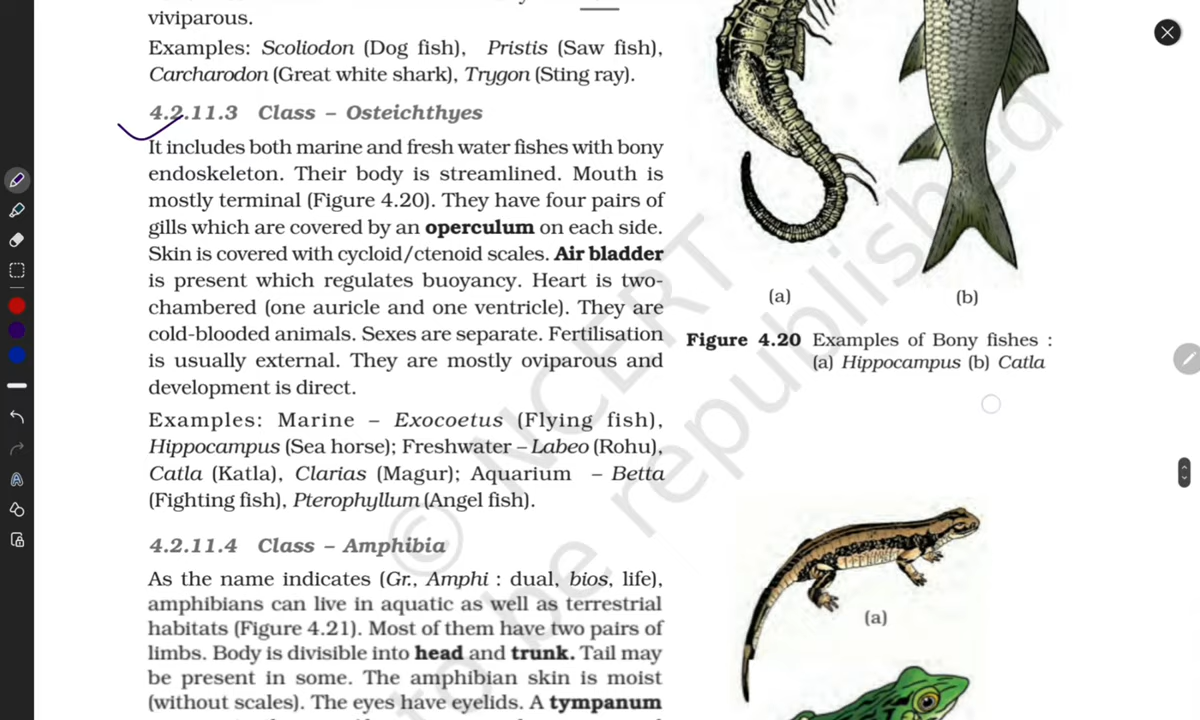 viviparous.
Examples: Scoliodon (Dog fish), Pristis (Saw fish),
Carcharodon (Great white shark), Trygon (Sting ray).
4.2.11.3 Class – Osteichthyes
It includes both marine and fresh water fishes with bony
endoskeleton. Their body is streamlined. Mouth is
mostly terminal (Figure 4.20). They have four pairs of
gills which are covered by an operculum on each side.
Skin is covered with cycloid/ctenoid scales. Air bladder
is present which regulates buoyancy. Heart is two-
chambered (one auricle and one ventricle). They are
cold-blooded animals. Sexes are separate. Fertilisation
is usually external. They are mostly oviparous and
development is direct.
Examples: Marine – Exocoetus (Flying fish),
Hippocampus (Sea horse); Freshwater – Labeo (Rohu),
Catla (Katla), Clarias (Magur); Aquarium – Betta
(Fighting fish), Pterophyllum (Angel fish).
4.2.11.4 Class – Amphibia
As the name indicates (Gr., Amphi : dual, bios, life),
amphibians can live in aquatic as well as terrestrial
habitats (Figure 4.21). Most of them have two pairs of
limbs. Body is divisible into head and trunk. Tail may
be present in some. The amphibian skin is moist
(without scales). The eyes have eyelids. A tympanum
(a)
(b)
Figure 4.20 Examples of Bony fishes :
(a) Hippocampus (b) Catla
(a)
© NCERT
to be republished